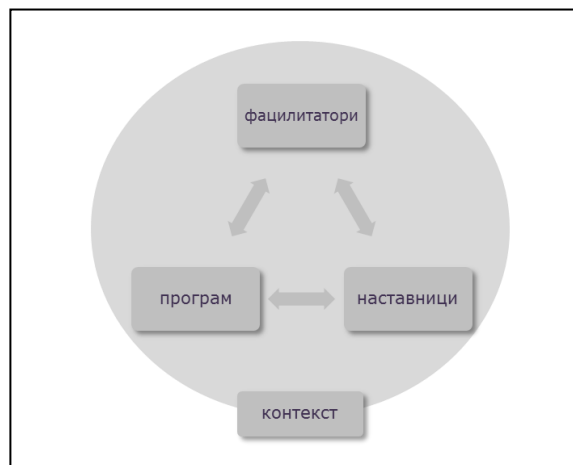 фацилитатори
програм
наставници
контекст